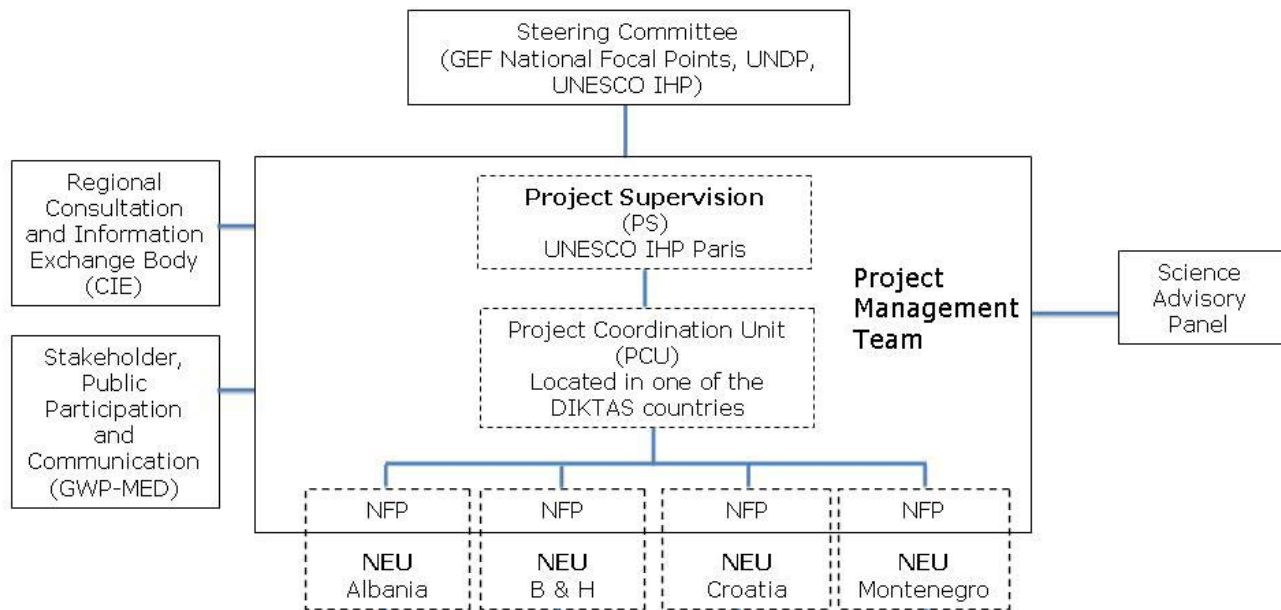 Steering Committee
(GEF National Focal Points, UNDP,
UNESCO IHP)
Regional
Consultation
and Information
Exchange Body
(CIE)
Stakeholder,
Public
Participation
and
Communication
(GWP-MED)
Project Supervision
(PS)
UNESCO IHP Paris
Project Coordination Unit
(PCU)
Located in one of the
DIKTAS countries
Project
Management
Team
Science
Advisory
Panel
NFP
NEU
Albania
NFP
NEU
B & H
NFP
NEU
Croatia
NFP
NEU
Montenegro